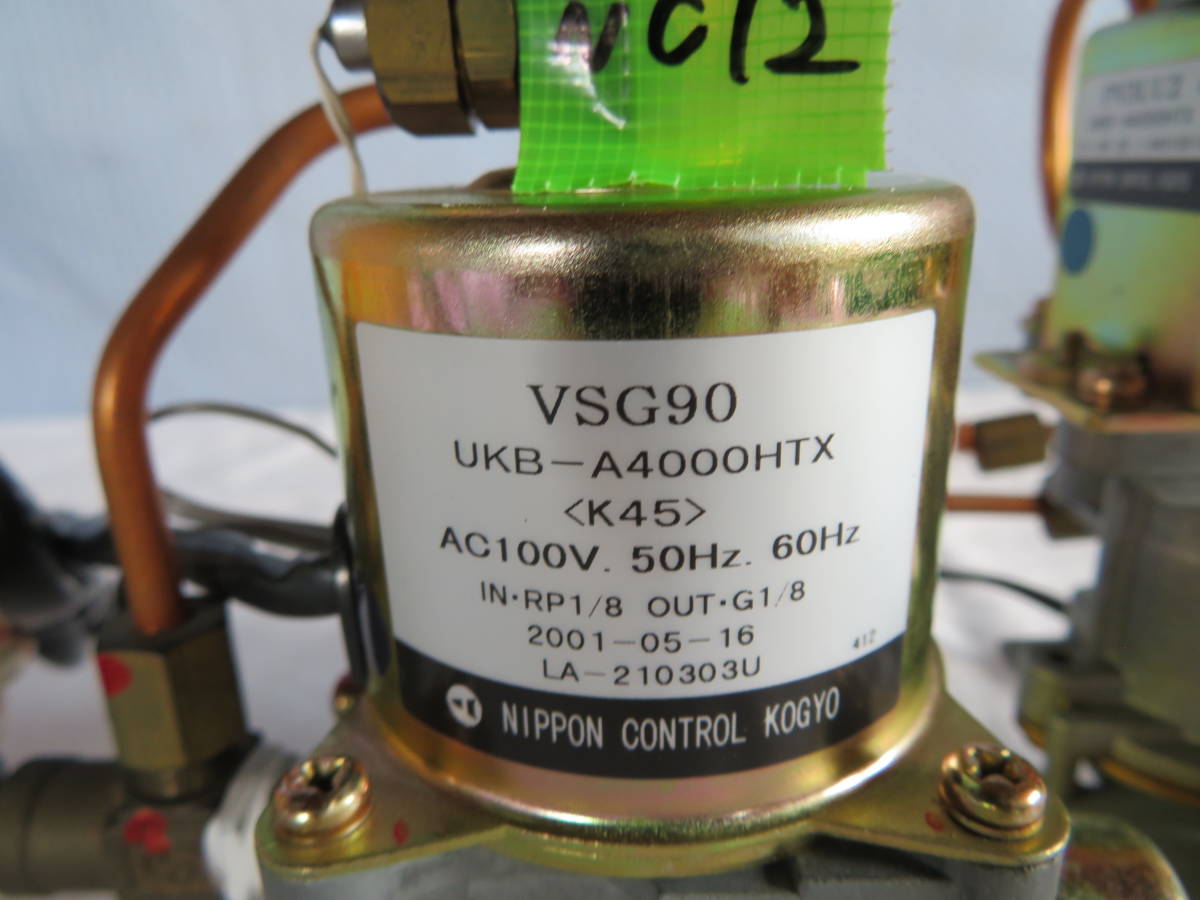 NC12
VSG90
UKB-A4000HTX
<K45>
AC100V. 50Hz. 60Hz
IN・RP1/8 OUT・G1/8
2001-05-16
412
LA-210303U
NIPPON CONTROL KOGYO